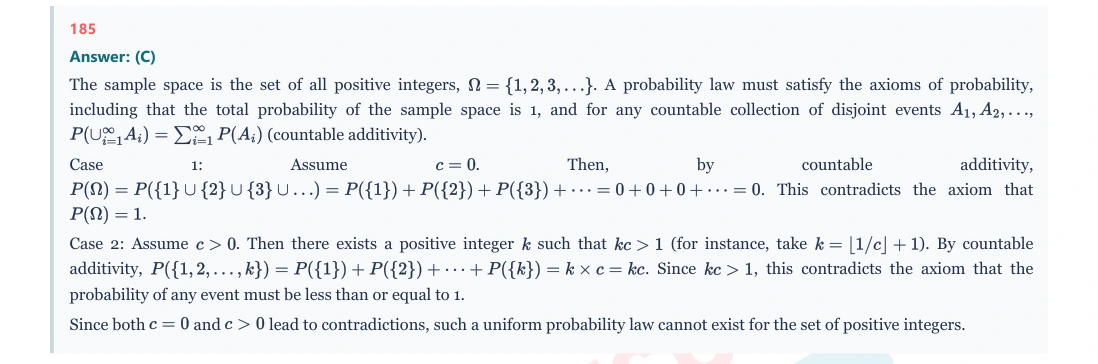 185
Answer: (C)
The sample space is the set of all positive integers, Ω = {1, 2, 3, …}. A probability law must satisfy the axioms of probability,
including that the total probability of the sample space is 1, and for any countable collection of disjoint events A₁, A₂, …,
P(∪_{i=1}^∞ A_i) = ∑_{i=1}^∞ P(A_i) (countable additivity).
Case 1: Assume c = 0. Then, by countable additivity,
P(Ω) = P({1} ∪ {2} ∪ {3} ∪ …) = P({1}) + P({2}) + P({3}) + ⋯ = 0 + 0 + 0 + ⋯ = 0. This contradicts the axiom that
P(Ω) = 1.
Case 2: Assume c > 0. Then there exists a positive integer k such that kc > 1 (for instance, take k = ⌊1/c⌋ + 1). By countable
additivity, P({1, 2, …, k}) = P({1}) + P({2}) + ⋯ + P({k}) = k × c = kc. Since kc > 1, this contradicts the axiom that the
probability of any event must be less than or equal to 1.
Since both c = 0 and c > 0 lead to contradictions, such a uniform probability law cannot exist for the set of positive integers.